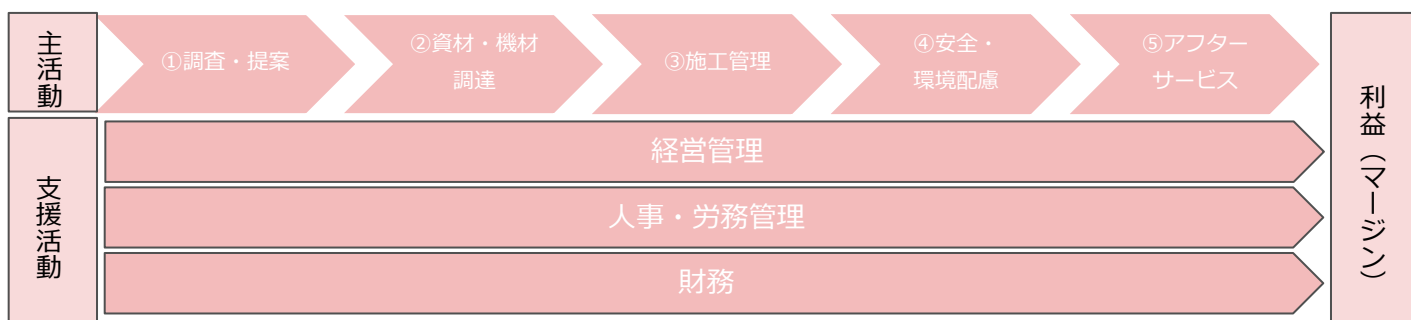 主活動
①調査・提案
②資材・機材
調達
③施工管理
④安全・
環境配慮
⑤アフター
サービス
支援活動
経営管理
人事・労務管理
財務
利益（マージン）